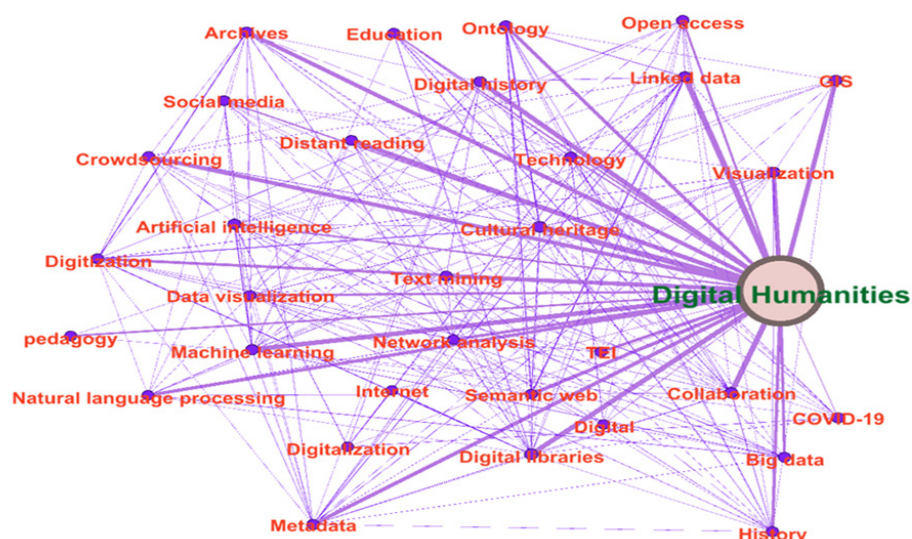 Archives
Education
Ontology
Open access
Digital history
Linked data
GIS
Social media
Distant reading
Technology
Crowdsourcing
Visualization
Artificial intelligence
Cultural heritage
Digitization
Text mining
Data visualization
Digital Humanities
pedagogy
Machine learning
Network analysis
TEI
Natural language processing
Internet
Semantic web
Collaboration
COVID-19
Digital
Digitalization
Digital libraries
Big data
Metadata
History